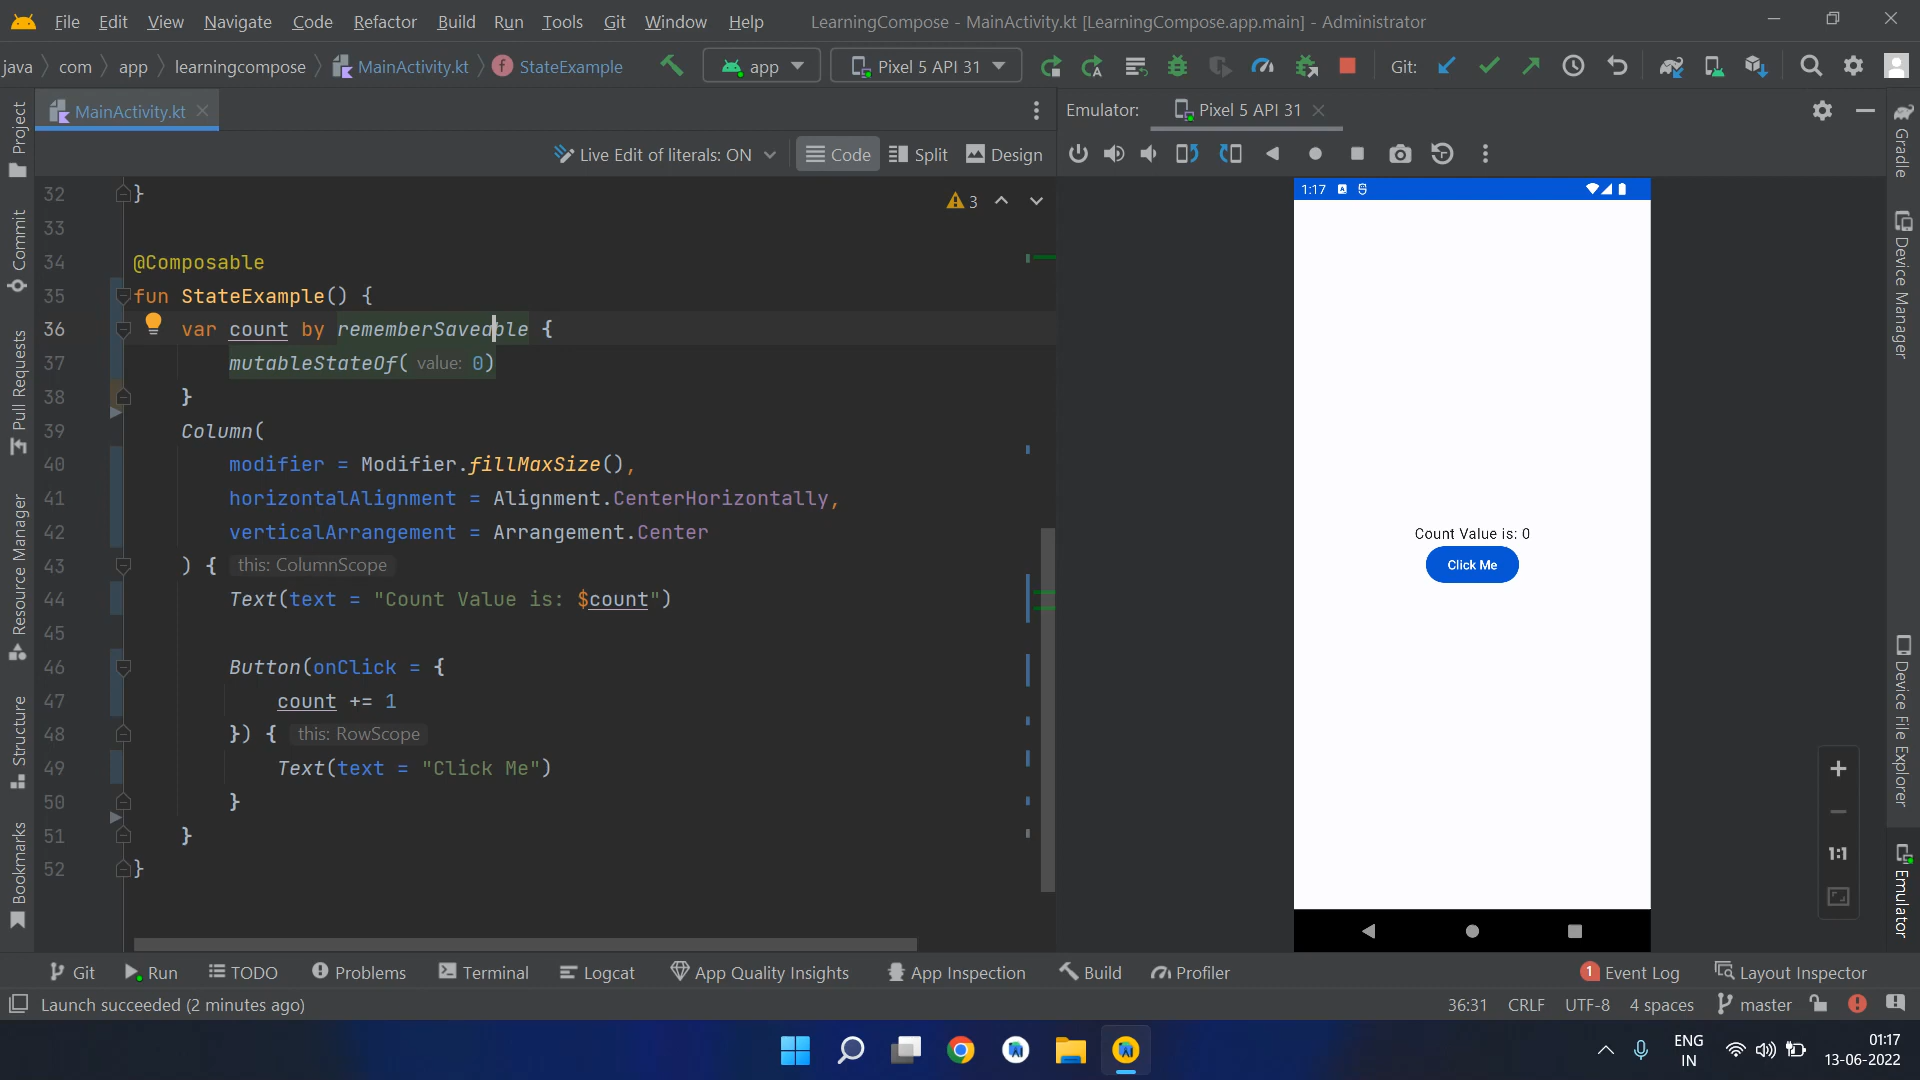 File Edit View Navigate Code Refactor Build Run Tools Git Window Help LearningCompose - MainActivity.kt [LearningCompose.app.main] - Administrator
java com app learningcompose MainActivity.kt StateExample app Pixel 5 API 31 Git:
MainActivity.kt
Emulator: Pixel 5 API 31
Live Edit of literals: ON Code Split Design
3
32 }
33
34 @Composable
35 fun StateExample() {
36 var count by rememberSaveable {
37 mutableStateOf( value: 0)
38 }
39 Column(
40 modifier = Modifier.fillMaxSize(),
41 horizontalAlignment = Alignment.CenterHorizontally,
42 verticalArrangement = Arrangement.Center
43 ) { this: ColumnScope
44 Text(text = "Count Value is: $count")
45
46 Button(onClick = {
47 count += 1
48 }) { this: RowScope
49 Text(text = "Click Me")
50 }
51 }
52 }
Project
Commit
Pull Requests
Resource Manager
Structure
Bookmarks
1:17
Count Value is: 0
Click Me
1:1
Gradle
Device Manager
Device File Explorer
Emulator
Git Run TODO Problems Terminal Logcat App Quality Insights App Inspection Build Profiler 1 Event Log Layout Inspector
Launch succeeded (2 minutes ago) 36:31 CRLF UTF-8 4 spaces master
ENG
IN
01:17
13-06-2022